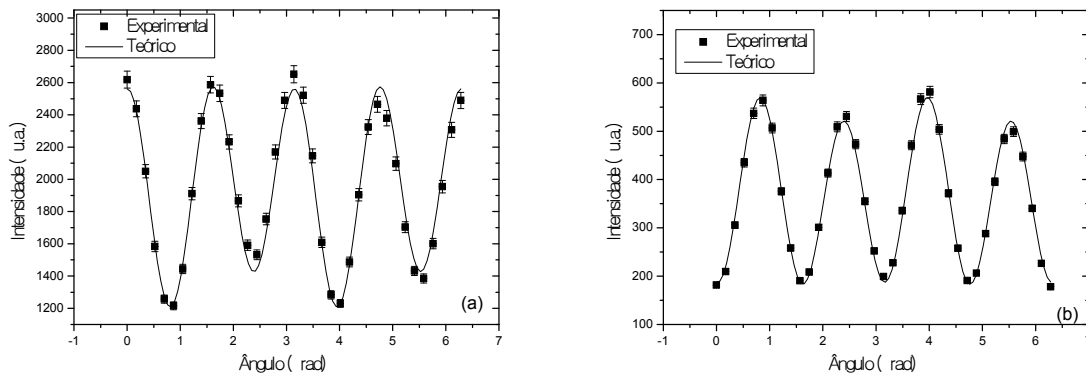 3000
2800
2600
2400
2200
2000
1800
1600
1400
1200
Intensidade ( u.a.)
Experimental
Teórico
(a)
-1 0 1 2 3 4 5 6 7
Ângulo ( rad)
700
600
500
400
300
200
100
Intensidade ( u.a.)
Experimental
Teórico
(b)
-1 0 1 2 3 4 5 6 7
Ângulo ( rad)